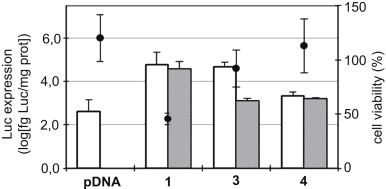 Luc expression
(log[fg Luc/mg prot])
6,0
4,0
2,0
0,0
150
100
50
0
cell viability (%)
pDNA 1 3 4